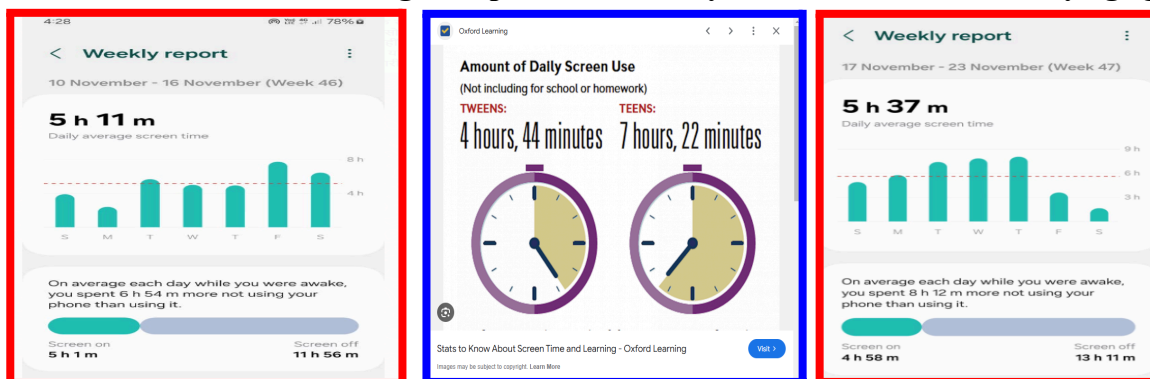 4:28
78%
Weekly report
10 November - 16 November (Week 46)
5 h 11 m
Daily average screen time
8 h
4 h
S M T W T F S
On average each day while you were awake,
you spent 6 h 54 m more not using your
phone than using it.
Screen on Screen off
5 h 1 m 11 h 56 m
Oxford Learning
Amount of Daily Screen Use
(Not including for school or homework)
TWEENS: TEENS:
4 hours, 44 minutes 7 hours, 22 minutes
Stats to Know About Screen Time and Learning - Oxford Learning
Visit >
Images may be subject to copyright. Learn More
Weekly report
17 November - 23 November (Week 47)
5 h 37 m
Daily average screen time
9 h
6 h
3 h
S M T W T F S
On average each day while you were awake,
you spent 8 h 12 m more not using your
phone than using it.
Screen on Screen off
4 h 58 m 13 h 11 m